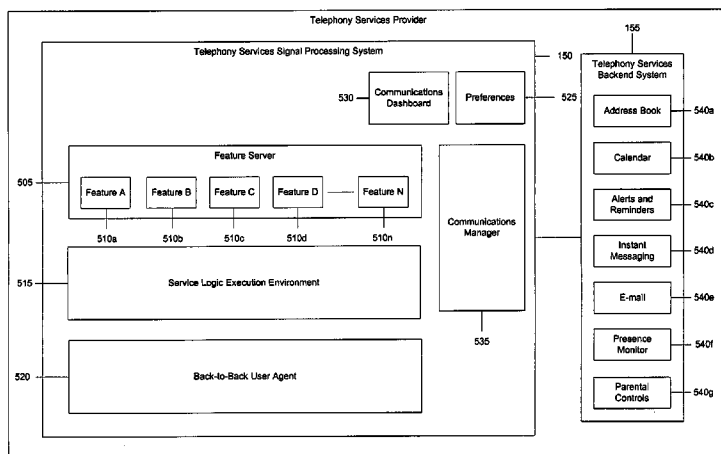 Telephony Services Provider
Telephony Services Signal Processing System
150
155
Telephony Services
Backend System
530
Communications
Dashboard
Preferences
525
Address Book
540a
Feature Server
505
Feature A
Feature B
Feature C
Feature D
Feature N
510a
510b
510c
510d
510n
Communications
Manager
535
Calendar
540b
Alerts and
Reminders
540c
515
Service Logic Execution Environment
Instant
Messaging
540d
E-mail
540e
520
Back-to-Back User Agent
Presence
Monitor
540f
Parental
Controls
540g